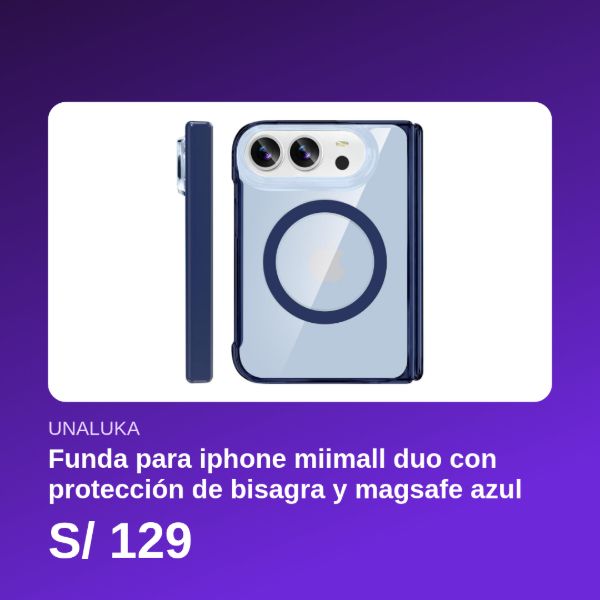 UNALUKA
Funda para iphone miimall duo con
protección de bisagra y magsafe azul
S/ 129